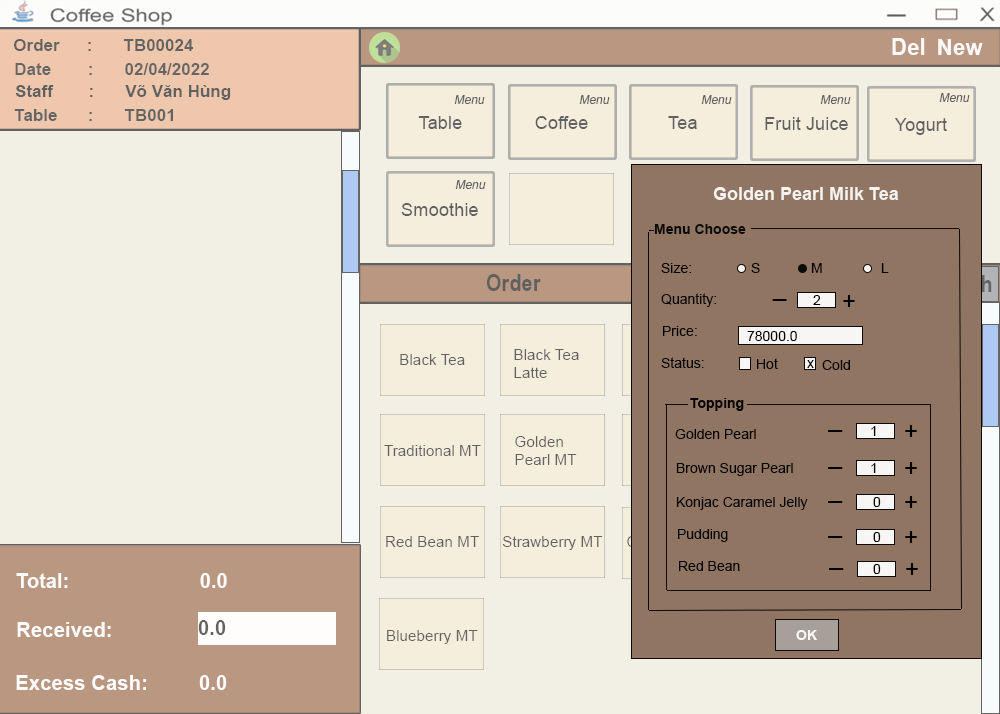 Coffee Shop
Order : TB00024
Date : 02/04/2022
Staff : Võ Văn Hùng
Table : TB001
Del New
Menu
Table
Menu
Coffee
Menu
Tea
Menu
Fruit Juice
Menu
Yogurt
Menu
Smoothie
Order
Black Tea
Black Tea
Latte
Traditional MT
Golden
Pearl MT
Red Bean MT
Strawberry MT
Blueberry MT
Golden Pearl Milk Tea
Menu Choose
Size: S M L
Quantity: — 2 +
Price: 78000.0
Status: Hot x Cold
Topping
Golden Pearl — 1 +
Brown Sugar Pearl — 1 +
Konjac Caramel Jelly — 0 +
Pudding — 0 +
Red Bean — 0 +
OK
Total: 0.0
Received: 0.0
Excess Cash: 0.0